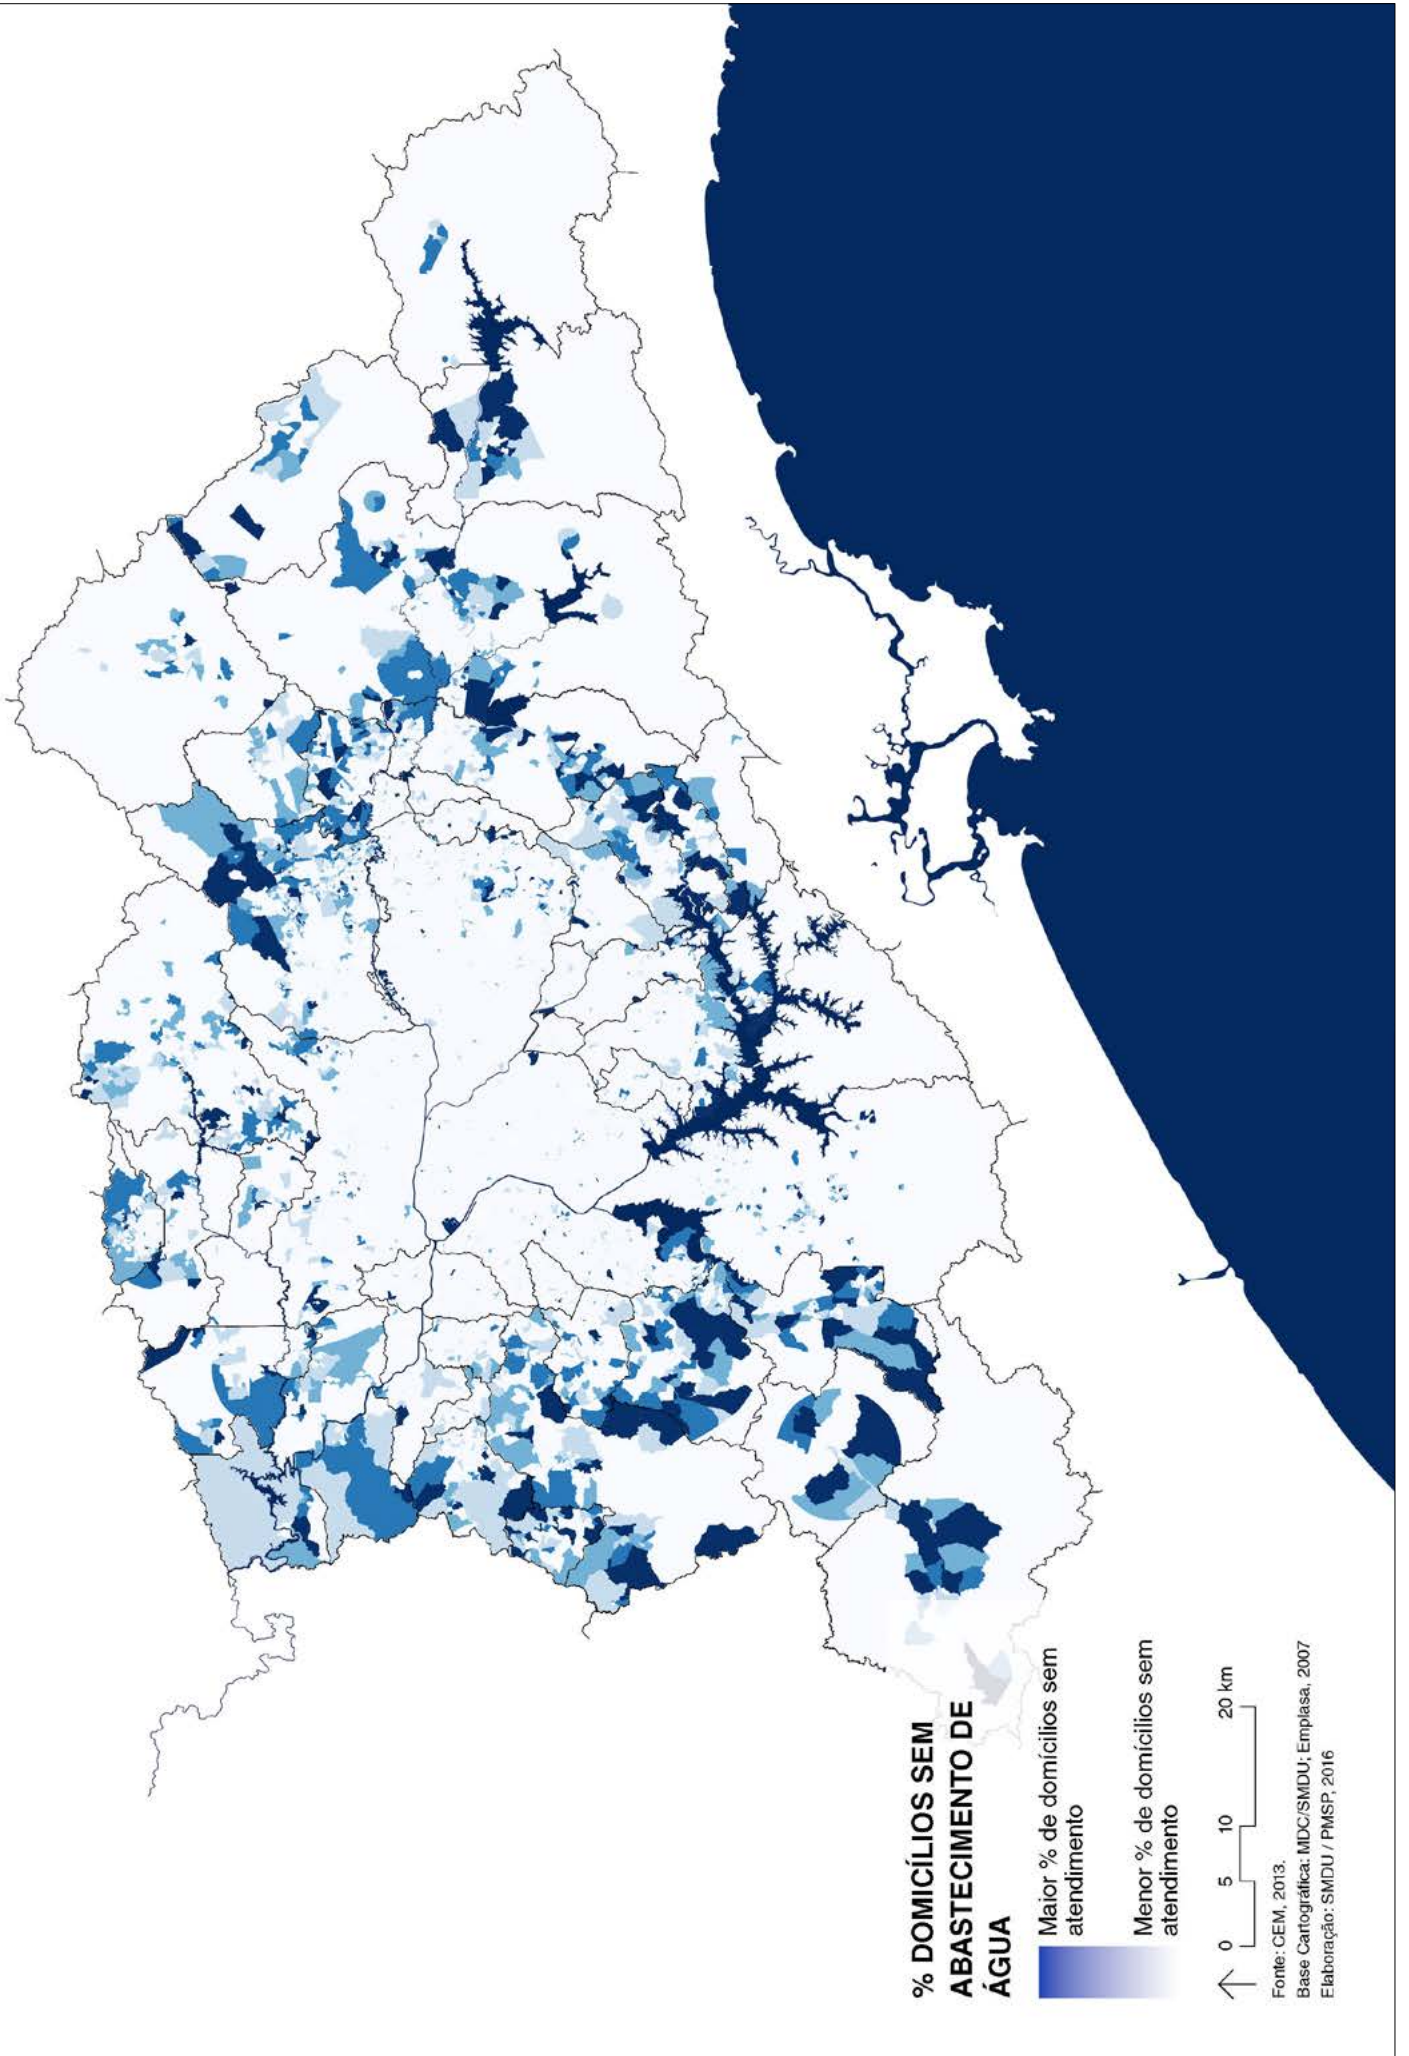 % DOMICÍLIOS SEM
ABASTECIMENTO DE
ÁGUA
Maior % de domícilios sem
atendimento
Menor % de domícilios sem
atendimento
0 5 10 20 km
Fonte: CEM, 2013.
Base Cartográfica: MDC/SMDU; Emplasa, 2007
Elaboração: SMDU / PMSP, 2016